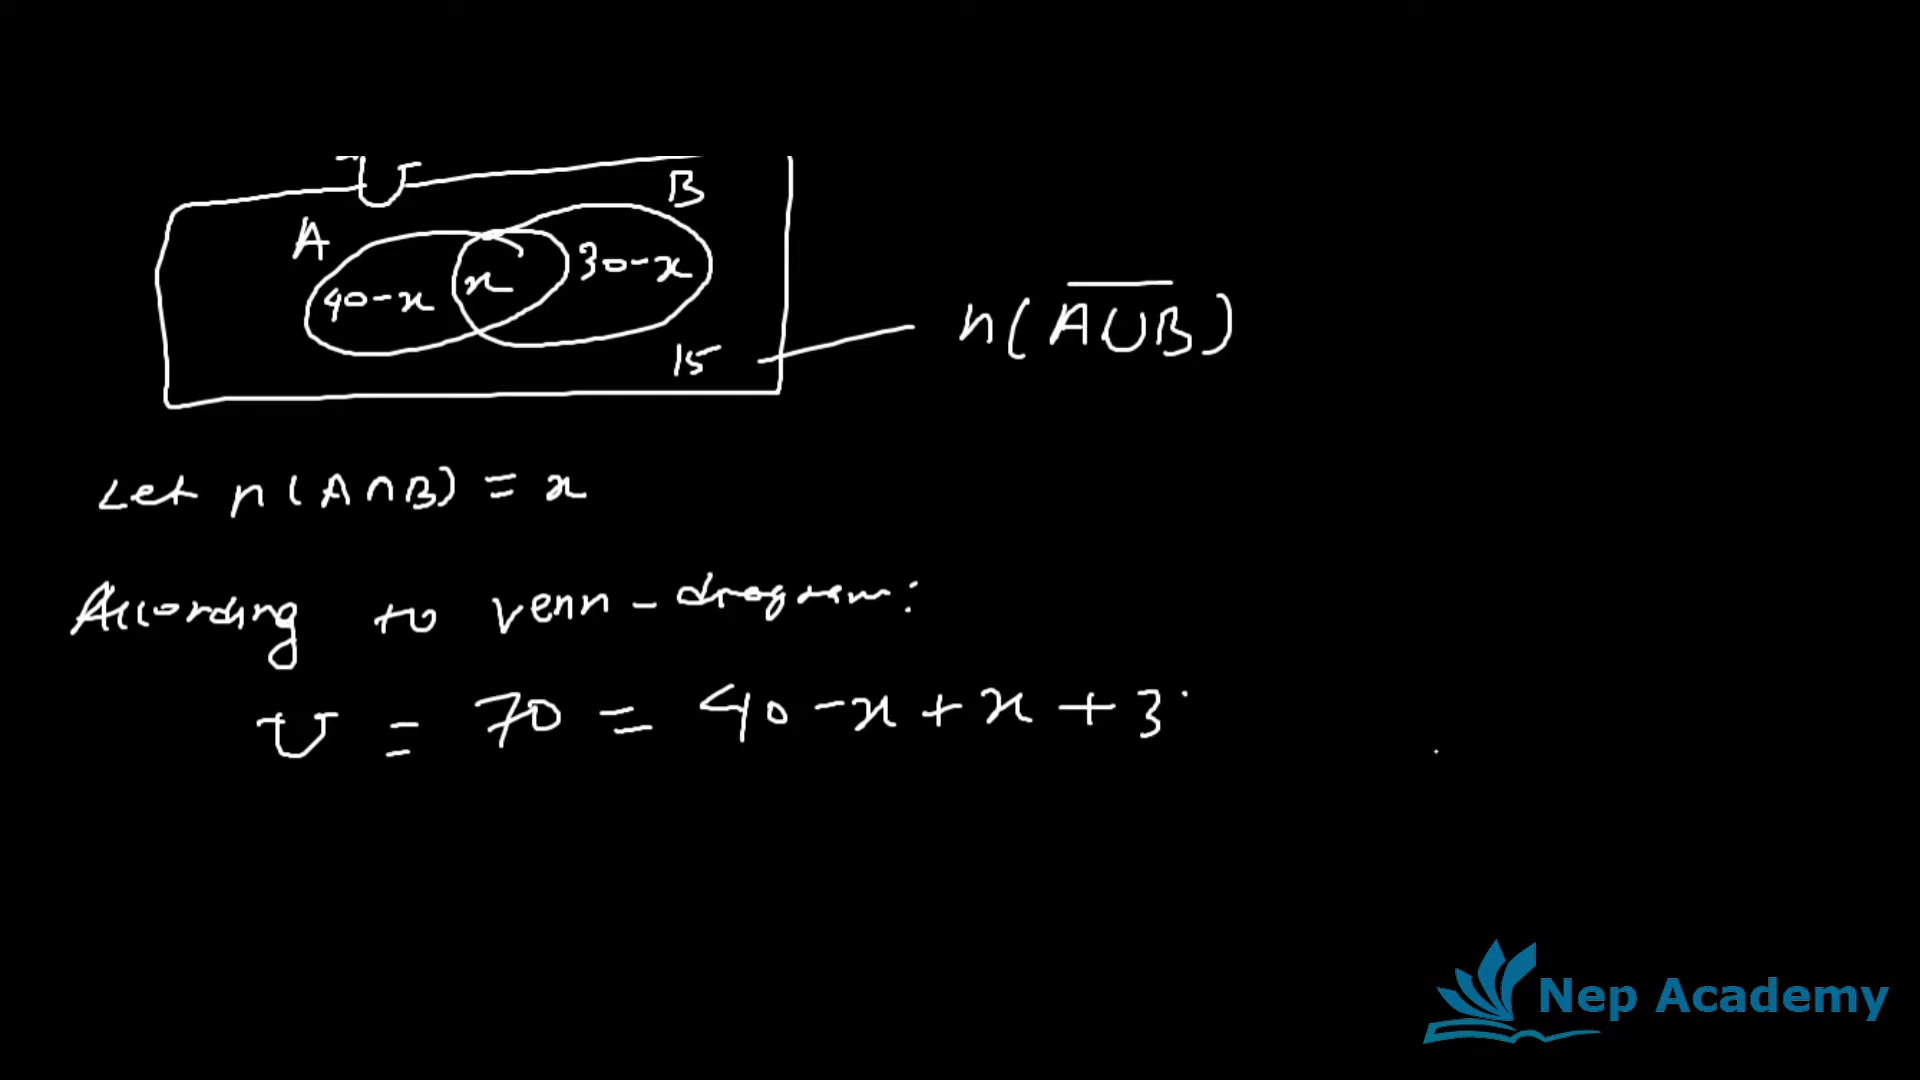 U
A
B
40-x
x
30-x
15
n(A∪B)
Let n(A∩B) = x
According to venn-diagram:
U = 70 = 40-x+x+3
Nep Academy